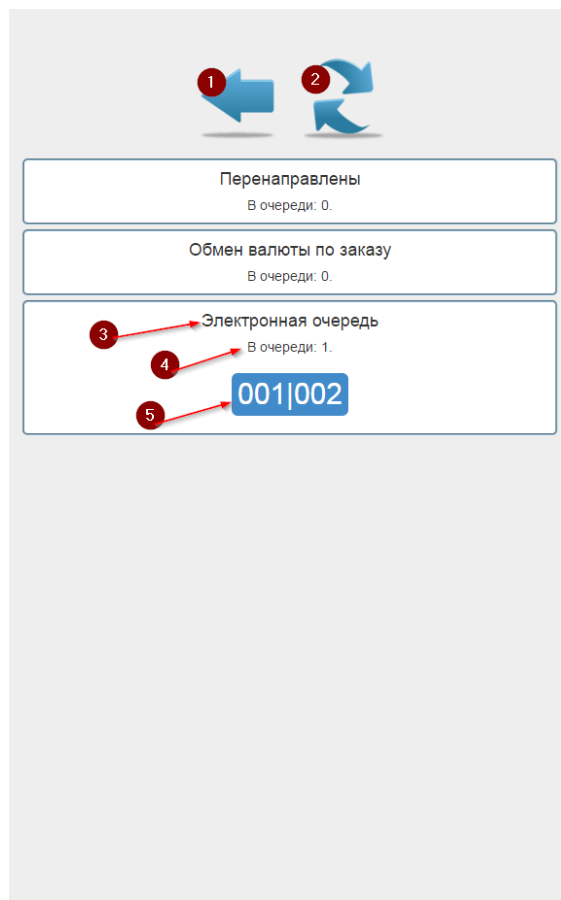 1 2
Перенаправлены
В очереди: 0.
Обмен валюты по заказу
В очереди: 0.
3 Электронная очередь
4 В очереди: 1.
5 001|002